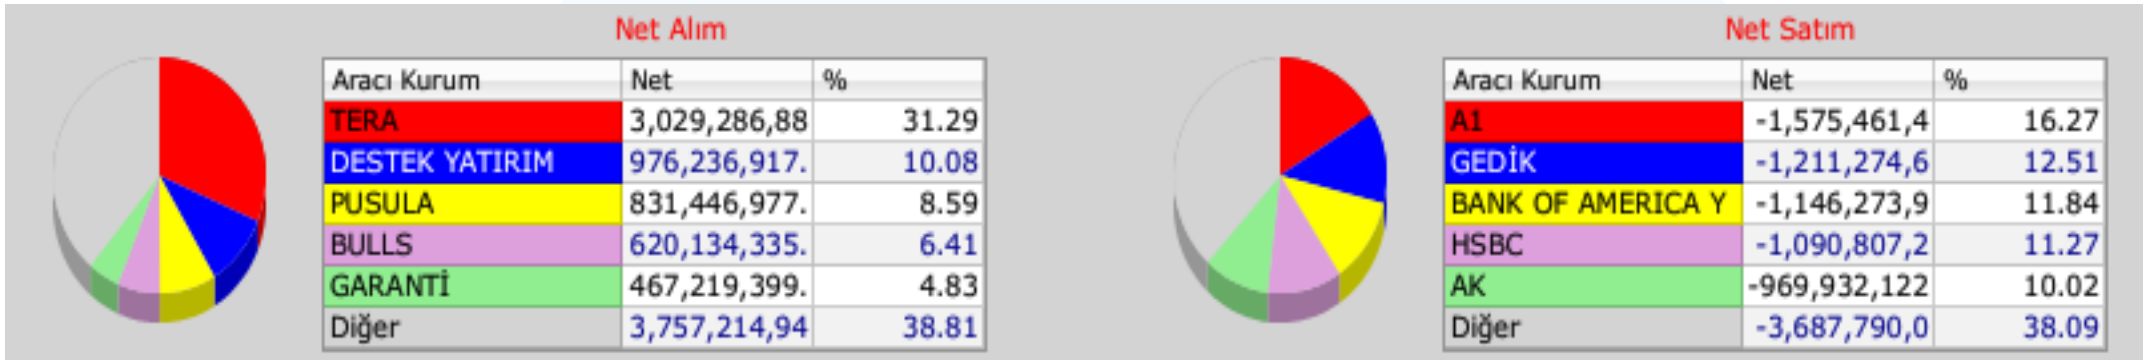 Net Alım
Aracı Kurum Net %
TERA 3,029,286,88 31.29
DESTEK YATIRIM 976,236,917. 10.08
PUSULA 831,446,977. 8.59
BULLS 620,134,335. 6.41
GARANTİ 467,219,399. 4.83
Diğer 3,757,214,94 38.81
Net Satım
Aracı Kurum Net %
A1 -1,575,461,4 16.27
GEDİK -1,211,274,6 12.51
BANK OF AMERICA Y -1,146,273,9 11.84
HSBC -1,090,807,2 11.27
AK -969,932,122 10.02
Diğer -3,687,790,0 38.09